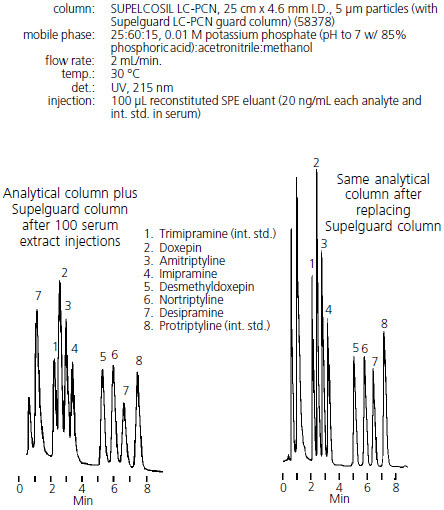 column: SUPELCOSIL LC-PCN, 25 cm x 4.6 mm I.D., 5 µm particles (with
Supelguard LC-PCN guard column) (58378)
mobile phase: 25:60:15, 0.01 M potassium phosphate (pH to 7 w/ 85%
phosphoric acid):acetronitrile:methanol
flow rate: 2 mL/min.
temp.: 30 °C
det.: UV, 215 nm
injection: 100 µL reconstituted SPE eluant (20 ng/mL each analyte and
int. std. in serum)
Analytical column plus
Supelguard column
after 100 serum
extract injections
1. Trimipramine (int. std.)
2. Doxepin
3. Amitriptyline
4. Imipramine
5. Desmethyldoxepin
6. Nortriptyline
7. Desipramine
8. Protriptyline (int. std.)
Same analytical
column after
replacing
Supelguard column
7
2
3
1
4
5 6
7
8
0 2 4 6 8
Min
2
3
1
4
5 6
7
8
0 2 4 6 8
Min